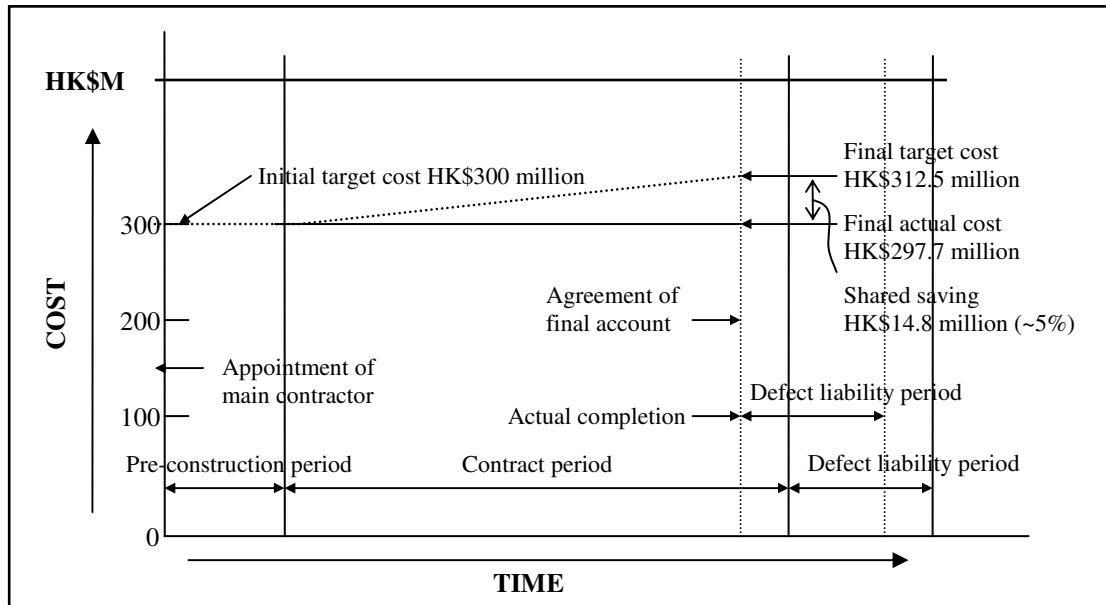 HK$M
Initial target cost HK$300 million
Final target cost
HK$312.5 million
300
Final actual cost
HK$297.7 million
Shared saving
HK$14.8 million (~5%)
COST
Agreement of
final account
200
Appointment of
main contractor
Defect liability period
100
Actual completion
Pre-construction period
Contract period
Defect liability period
0
TIME